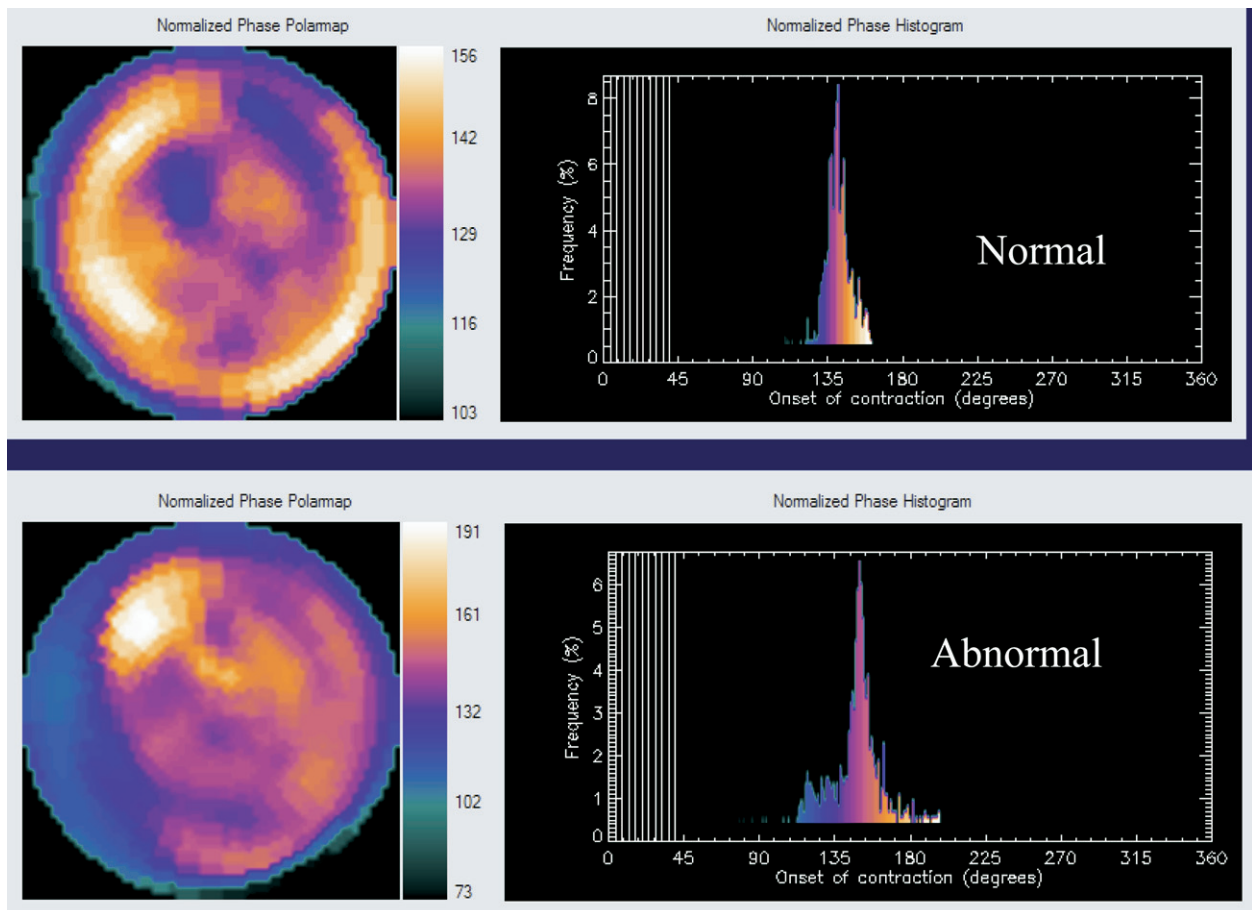 Normalized Phase Polarmap
156
142
129
116
103
Normalized Phase Histogram
8
6
4
2
0
Frequency (%)
Normal
0 45 90 135 180 225 270 315 360
Onset of contraction (degrees)
Normalized Phase Polarmap
191
161
132
102
73
Normalized Phase Histogram
6
5
4
3
2
1
0
Frequency (%)
Abnormal
0 45 90 135 180 225 270 315 360
Onset of contraction (degrees)